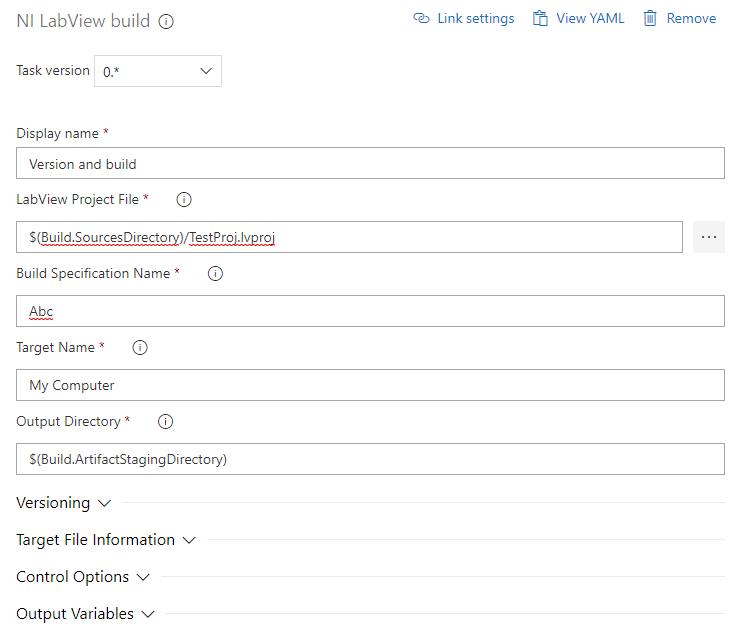 NI LabView build
Link settings View YAML Remove
Task version 0.*
Display name *
Version and build
LabView Project File *
$(Build.SourcesDirectory)/TestProj.lvproj
Build Specification Name *
Abc
Target Name *
My Computer
Output Directory *
$(Build.ArtifactStagingDirectory)
Versioning
Target File Information
Control Options
Output Variables